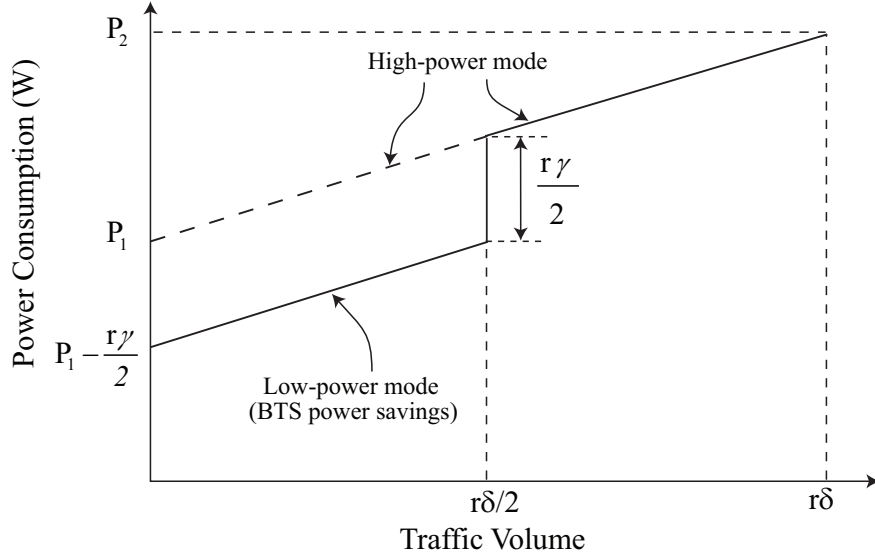 P₂
High-power mode
Power Consumption (W)
rγ
2
P₁
P₁ − rγ
2
Low-power mode
(BTS power savings)
rδ/2
rδ
Traffic Volume